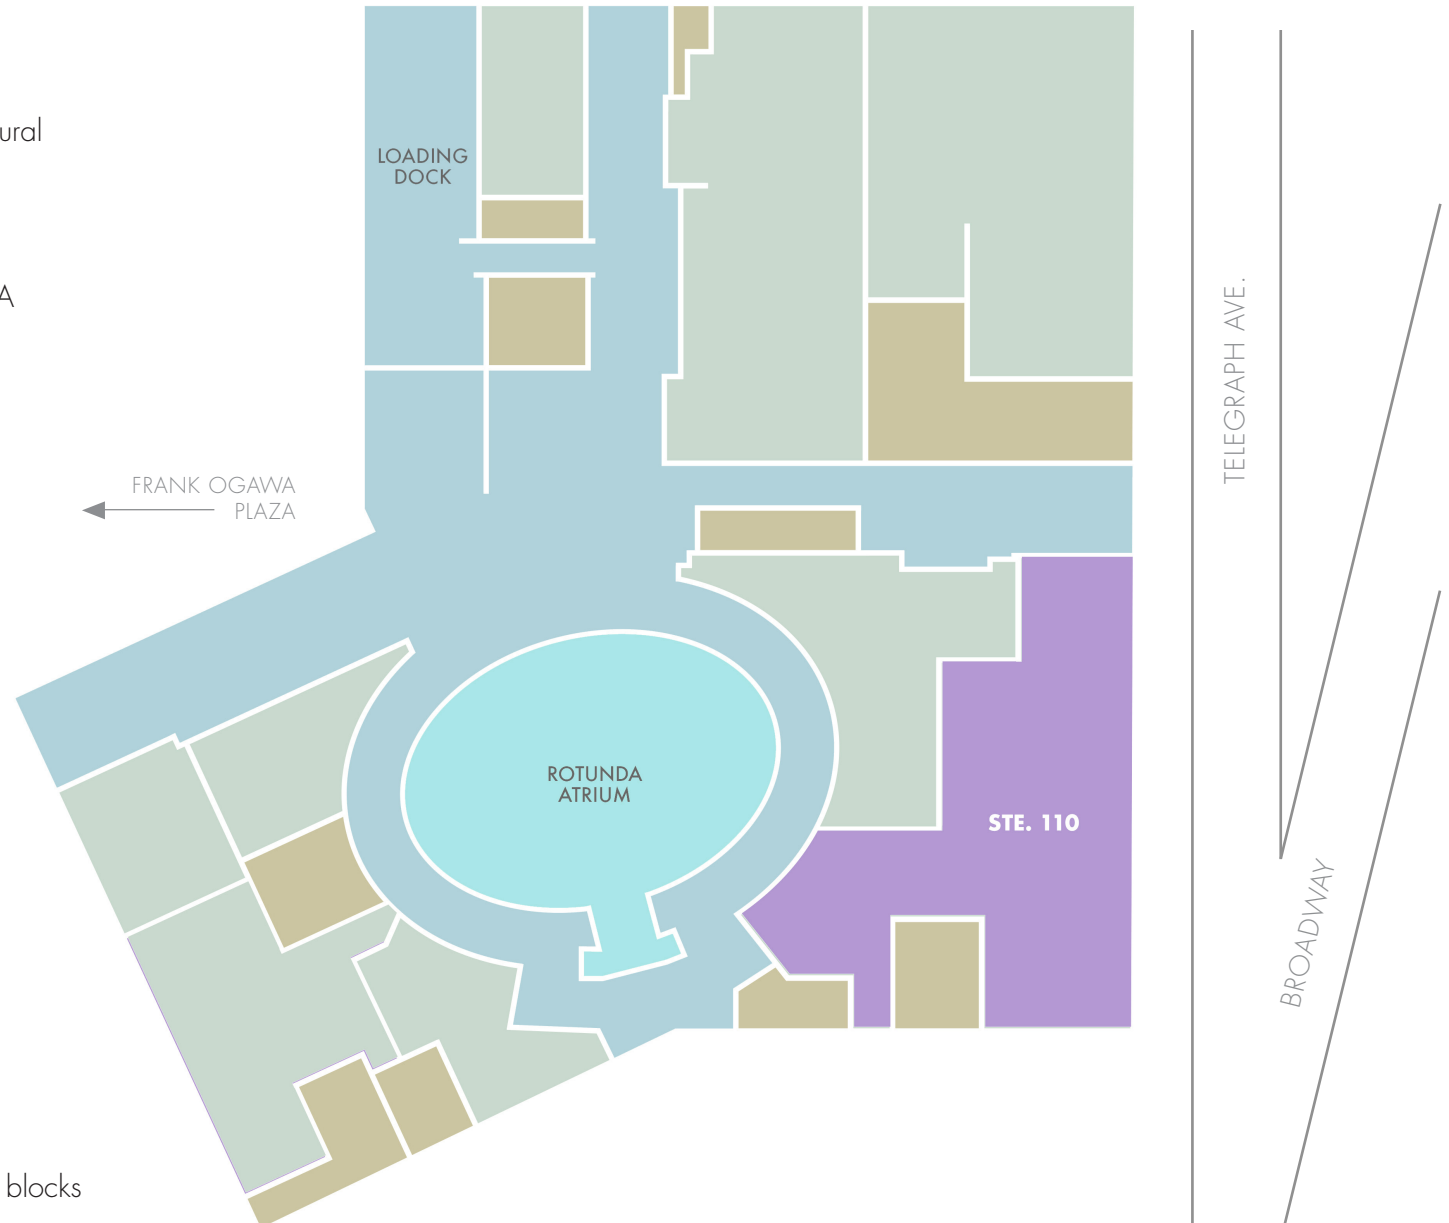 ural
LOADING
DOCK
A
TELEGRAPH AVE.
FRANK OGAWA
PLAZA
ROTUNDA
ATRIUM
STE. 110
BROADWAY
blocks